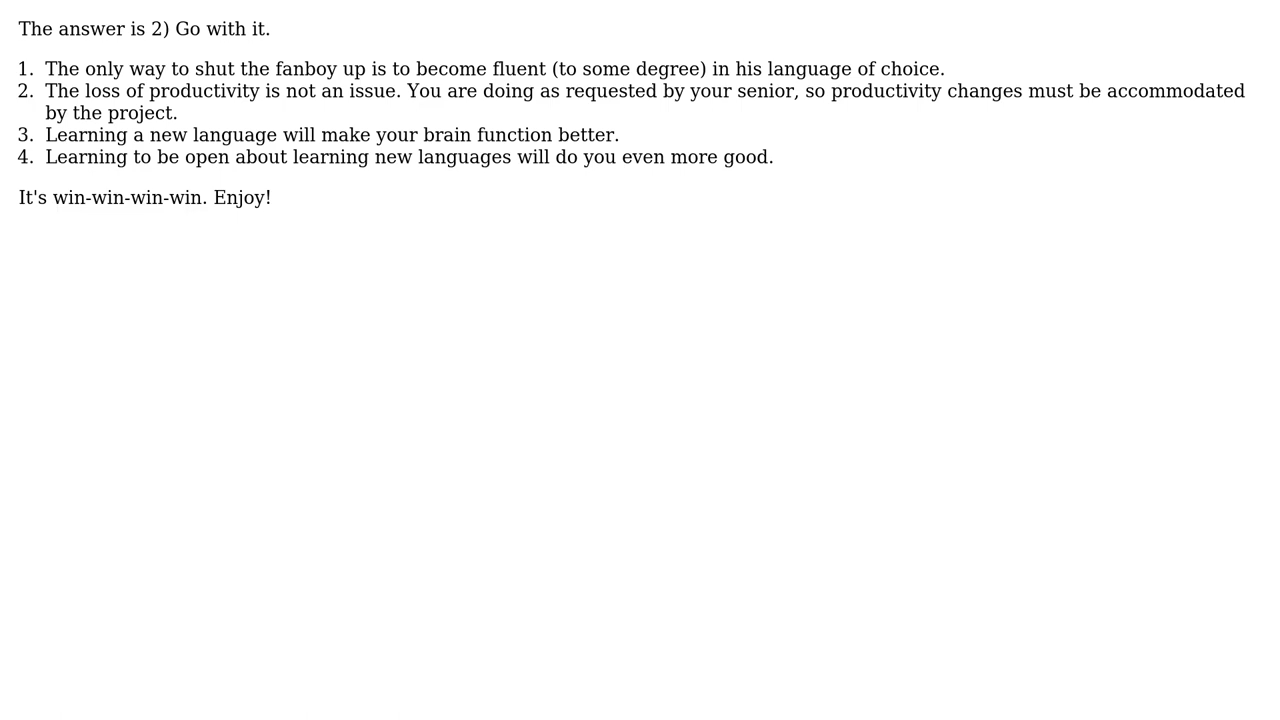 The answer is 2) Go with it.
1. The only way to shut the fanboy up is to become fluent (to some degree) in his language of choice.
2. The loss of productivity is not an issue. You are doing as requested by your senior, so productivity changes must be accommodated
by the project.
3. Learning a new language will make your brain function better.
4. Learning to be open about learning new languages will do you even more good.
It's win-win-win-win. Enjoy!